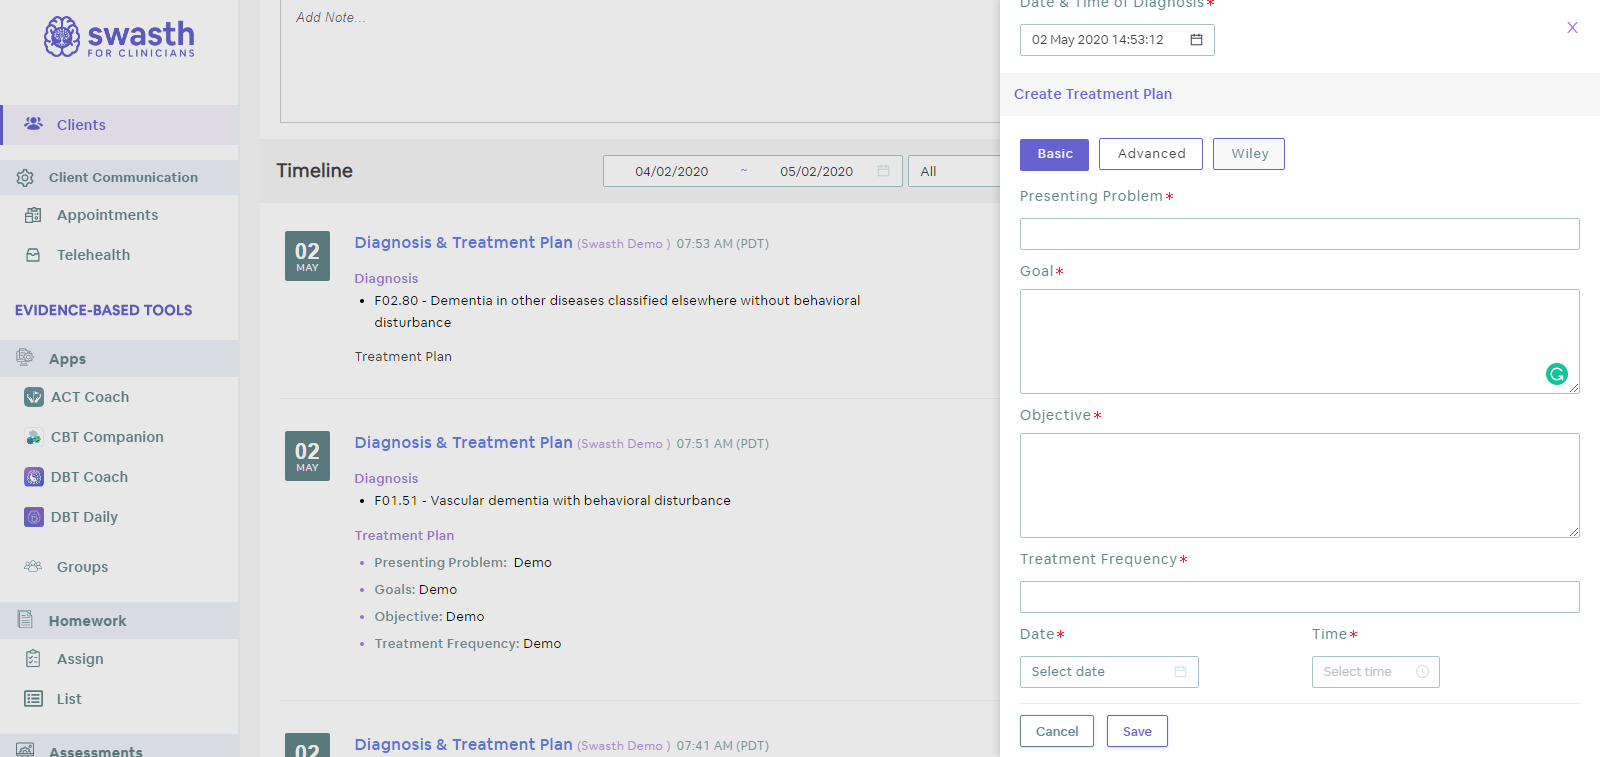 swasth
FOR CLINICIANS
Clients
Client Communication
Appointments
Telehealth
EVIDENCE-BASED TOOLS
Apps
ACT Coach
CBT Companion
DBT Coach
DBT Daily
Groups
Homework
Assign
List
Assessments
Add Note...
Timeline
04/02/2020 ~ 05/02/2020
All
02
MAY
Diagnosis & Treatment Plan (Swasth Demo ) 07:53 AM (PDT)
Diagnosis
• F02.80 - Dementia in other diseases classified elsewhere without behavioral
disturbance
Treatment Plan
02
MAY
Diagnosis & Treatment Plan (Swasth Demo ) 07:51 AM (PDT)
Diagnosis
• F01.51 - Vascular dementia with behavioral disturbance
Treatment Plan
• Presenting Problem: Demo
• Goals: Demo
• Objective: Demo
• Treatment Frequency: Demo
02
Diagnosis & Treatment Plan (Swasth Demo ) 07:41 AM (PDT)
Date & Time of Diagnosis*
X
02 May 2020 14:53:12
Create Treatment Plan
Basic
Advanced
Wiley
Presenting Problem*
Goal*
Objective*
Treatment Frequency*
Date*
Time*
Select date
Select time
Cancel
Save